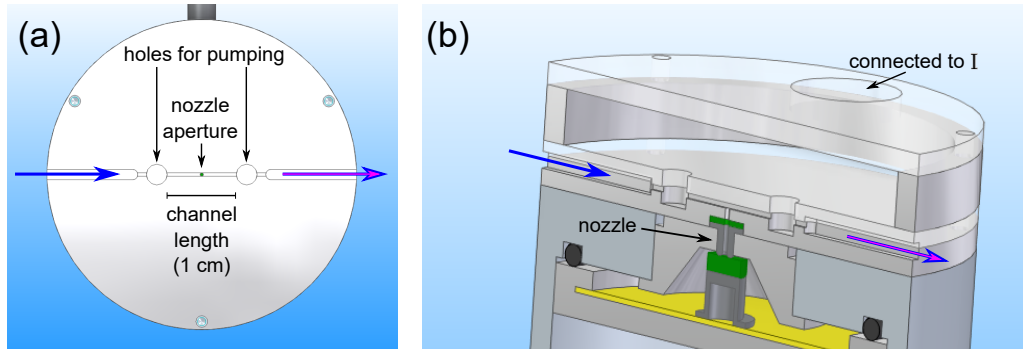 (a)
holes for pumping
nozzle
aperture
channel
length
(1 cm)
(b)
connected to I
nozzle